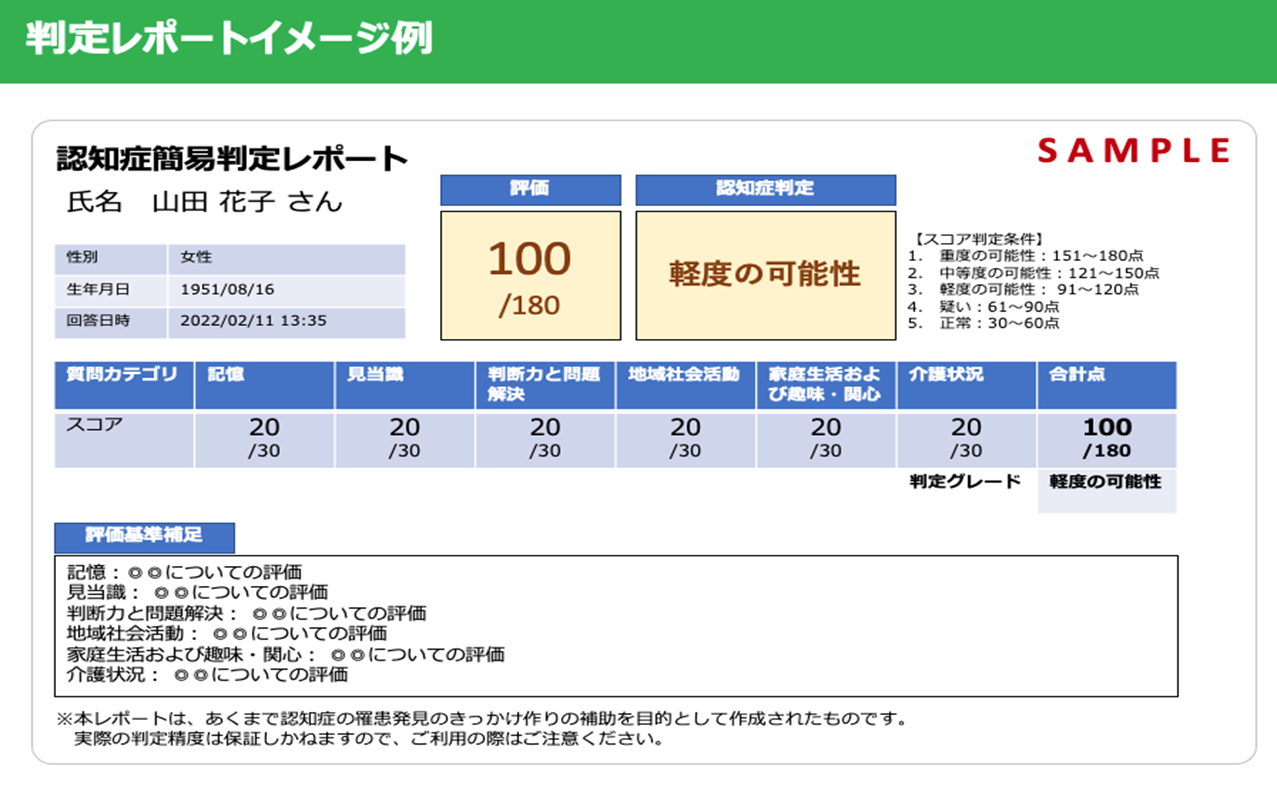 判定レポートイメージ例
SAMPLE
認知症簡易判定レポート
氏名 山田 花子 さん
性別 女性
生年月日 1951/08/16
回答日時 2022/02/11 13:35
評価
100
/180
認知症判定
軽度の可能性
【スコア判定条件】
1. 重度の可能性：151～180点
2. 中等度の可能性：121～150点
3. 軽度の可能性： 91～120点
4. 疑い：61～90点
5. 正常：30～60点
質問カテゴリ 記憶 見当識 判断力と問題解決 地域社会活動 家庭生活および趣味・関心 介護状況 合計点
スコア 20 20 20 20 20 20 100
/30 /30 /30 /30 /30 /30 /180
判定グレード 軽度の可能性
評価基準補足
記憶：◎◎についての評価
見当識： ◎◎についての評価
判断力と問題解決： ◎◎についての評価
地域社会活動： ◎◎についての評価
家庭生活および趣味・関心： ◎◎についての評価
介護状況： ◎◎についての評価
※本レポートは、あくまで認知症の罹患発見のきっかけ作りの補助を目的として作成されたものです。
実際の判定精度は保証しかねますので、ご利用の際はご注意ください。